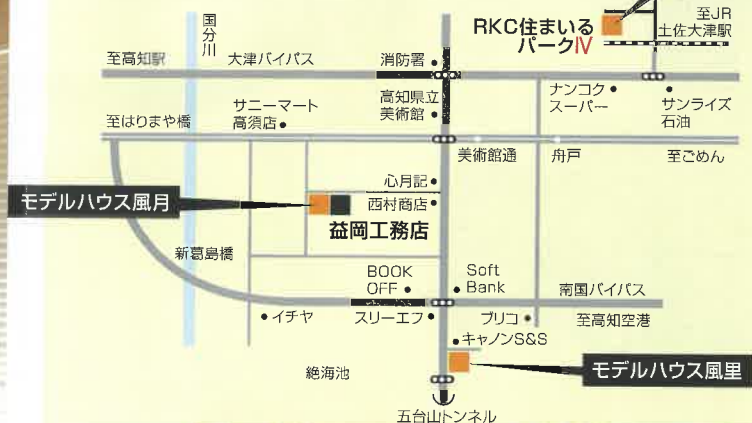 国分川
RKC住まいる
パークⅣ
至JR
土佐大津駅
至高知駅
大津バイパス
消防署
ナンコク
スーパー
サンライズ
石油
サニーマート
高須店
高知県立
美術館
至はりまや橋
美術館通
舟戸
至ごめん
心月記
モデルハウス風月
西村商店
益岡工務店
新葛島橋
BOOK
OFF
Soft
Bank
南国バイパス
イチヤ
スリーエフ
ブリコ
至高知空港
キャノンS&S
絶海池
モデルハウス風里
五台山トンネル